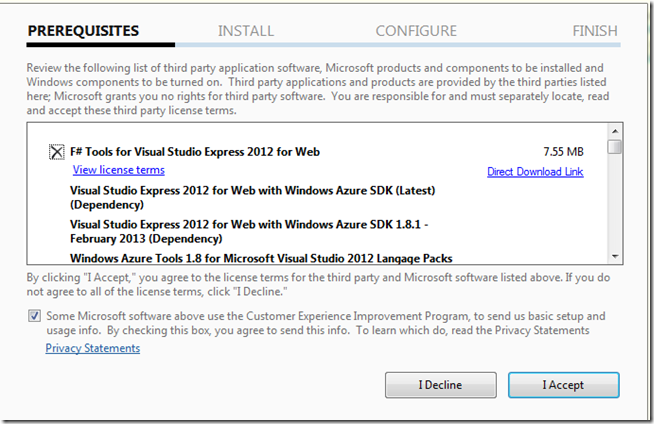 PREREQUISITES INSTALL CONFIGURE FINISH
Review the following list of third party application software, Microsoft products and components to be installed and
Windows components to be turned on. Third party applications and products are provided by the third parties listed
here; Microsoft grants you no rights for third party software. You are responsible for and must separately locate, read
and accept these third party license terms.
F# Tools for Visual Studio Express 2012 for Web 7.55 MB
View license terms Direct Download Link
Visual Studio Express 2012 for Web with Windows Azure SDK (Latest)
(Dependency)
Visual Studio Express 2012 for Web with Windows Azure SDK 1.8.1 -
February 2013 (Dependency)
Windows Azure Tools 1.8 for Microsoft Visual Studio 2012 Langage Packs
By clicking "I Accept," you agree to the license terms for the third party and Microsoft software listed above. If you do
not agree to all of the license terms, click "I Decline."
Some Microsoft software above use the Customer Experience Improvement Program, to send us basic setup and
usage info. By checking this box, you agree to send this info. To learn which do, read the Privacy Statements
Privacy Statements
I Decline I Accept